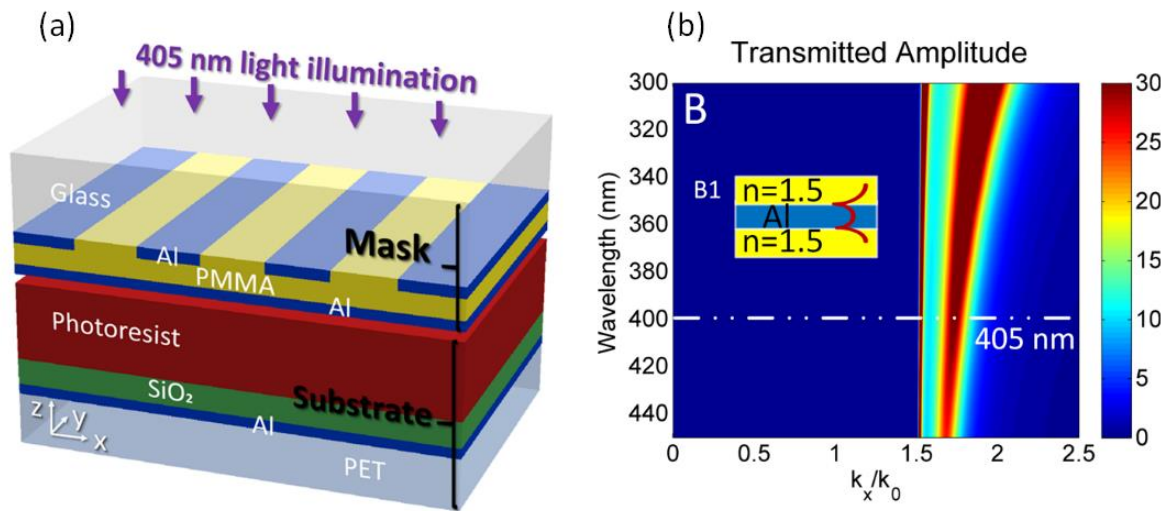 (a)
405 nm light illumination
Glass
Al
PMMA
Al
Mask
Photoresist
SiO₂
Al
Substrate
PET
z
y
x
(b)
Transmitted Amplitude
B
B1
n=1.5
Al
n=1.5
405 nm
Wavelength (nm)
300
320
340
360
380
400
420
440
0
0.5
1
1.5
2
2.5
kₓ/k₀
30
25
20
15
10
5
0